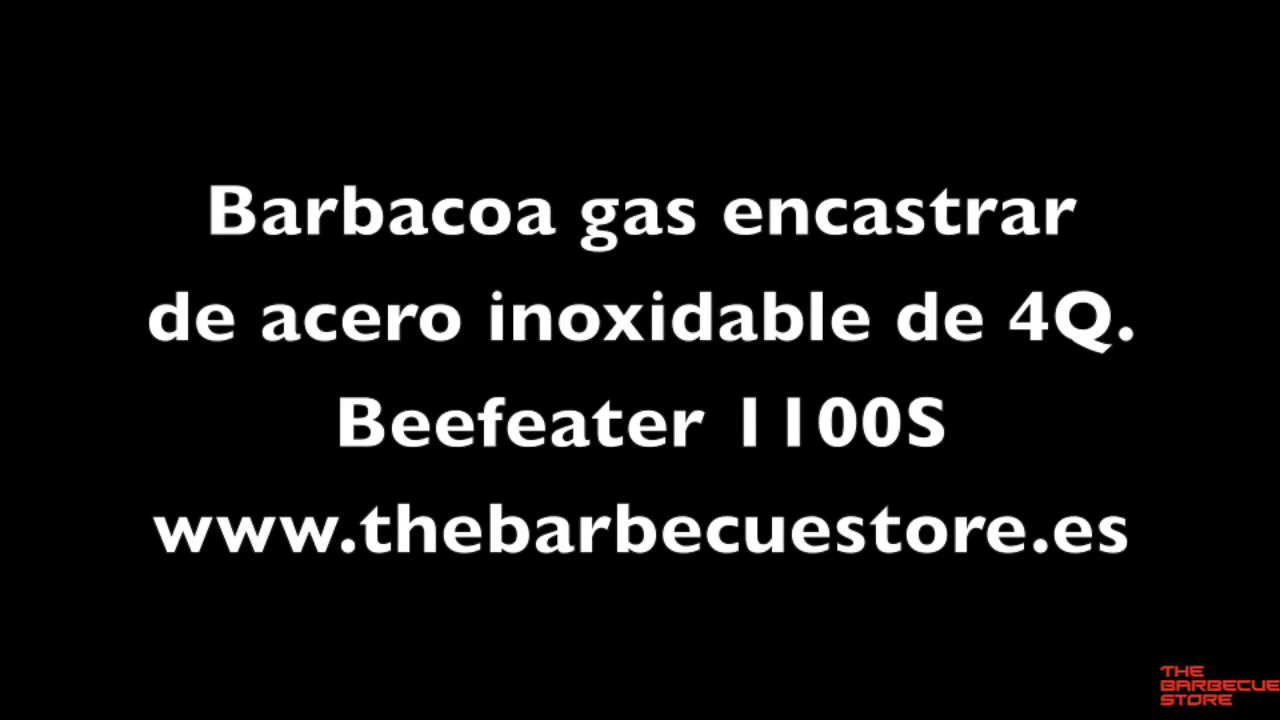 Barbacoa gas encastrar
de acero inoxidable de 4Q.
Beefeater 1100S
www.thebarbecuestore.es
THE
BARBECUE
STORE